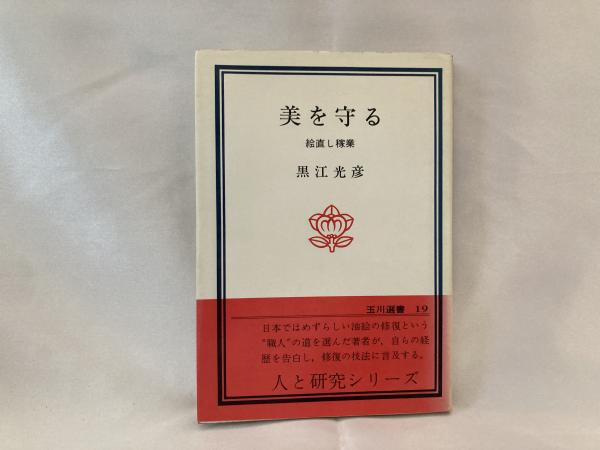 美を守る
絵直し稼業
黒江光彦
玉川選書 19
日本ではめずらしい油絵の修復という
"職人"の道を選んだ著者が、自らの経
歴を告白し、修復の技法に言及する。
人と研究シリーズ